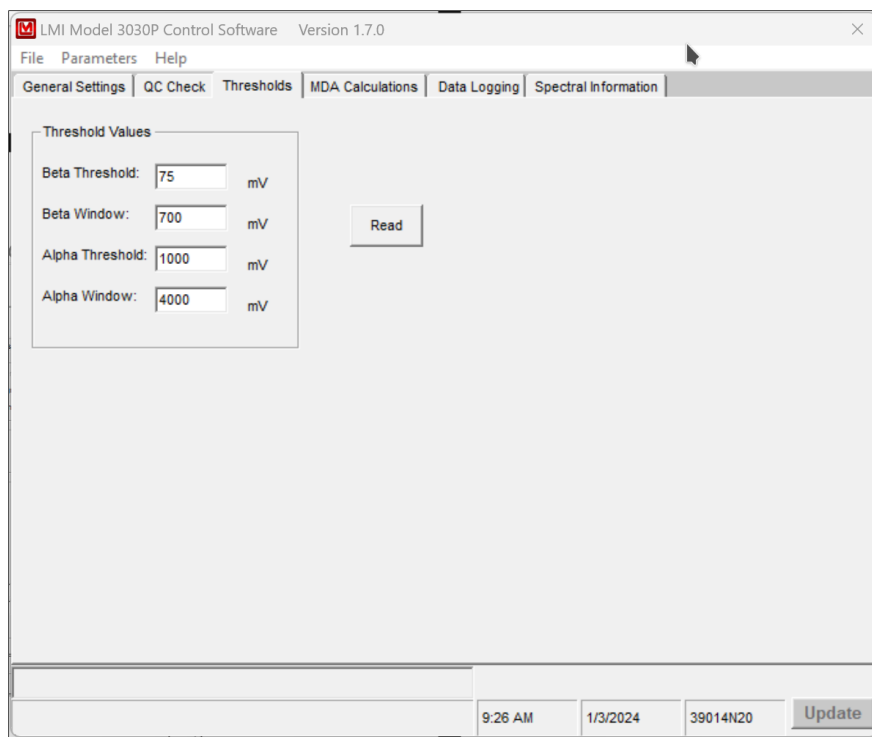 LMI Model 3030P Control Software Version 1.7.0
File Parameters Help
General Settings QC Check Thresholds MDA Calculations Data Logging Spectral Information
Threshold Values
Beta Threshold: 75 mV
Beta Window: 700 mV
Read
Alpha Threshold: 1000 mV
Alpha Window: 4000 mV
9:26 AM 1/3/2024 39014N20 Update